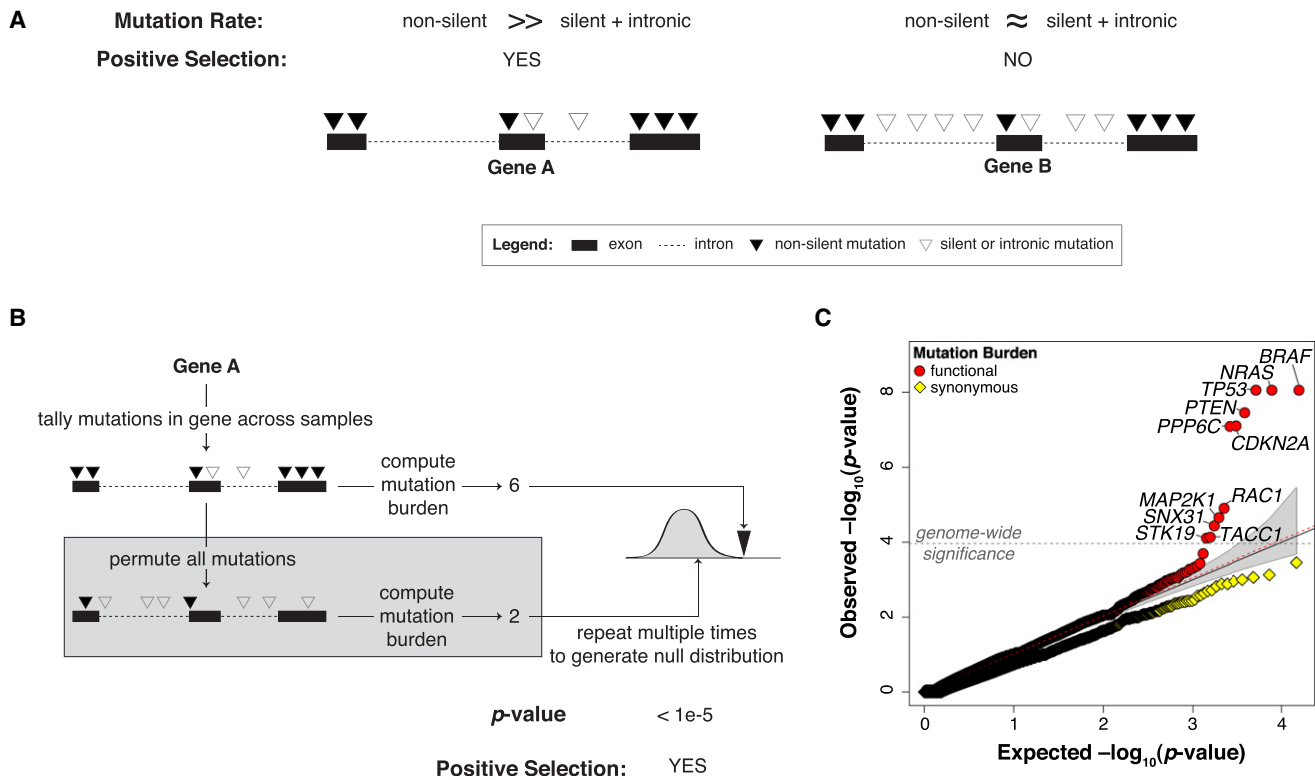 A
Mutation Rate: non-silent >> silent + intronic non-silent ≈ silent + intronic
Positive Selection: YES NO
Gene A Gene B
Legend: exon intron non-silent mutation silent or intronic mutation
B
Gene A
tally mutations in gene across samples
compute
mutation
burden
6
permute all mutations
compute
mutation
burden
2
repeat multiple times
to generate null distribution
p-value < 1e-5
Positive Selection: YES
C
Mutation Burden
functional
synonymous
BRAF
NRAS
TP53
PTEN
PPP6C
CDKN2A
MAP2K1
RAC1
SNX31
STK19
TACC1
genome-wide
significance
Observed –log10(p-value)
8
6
4
2
0
0 1 2 3 4
Expected –log10(p-value)